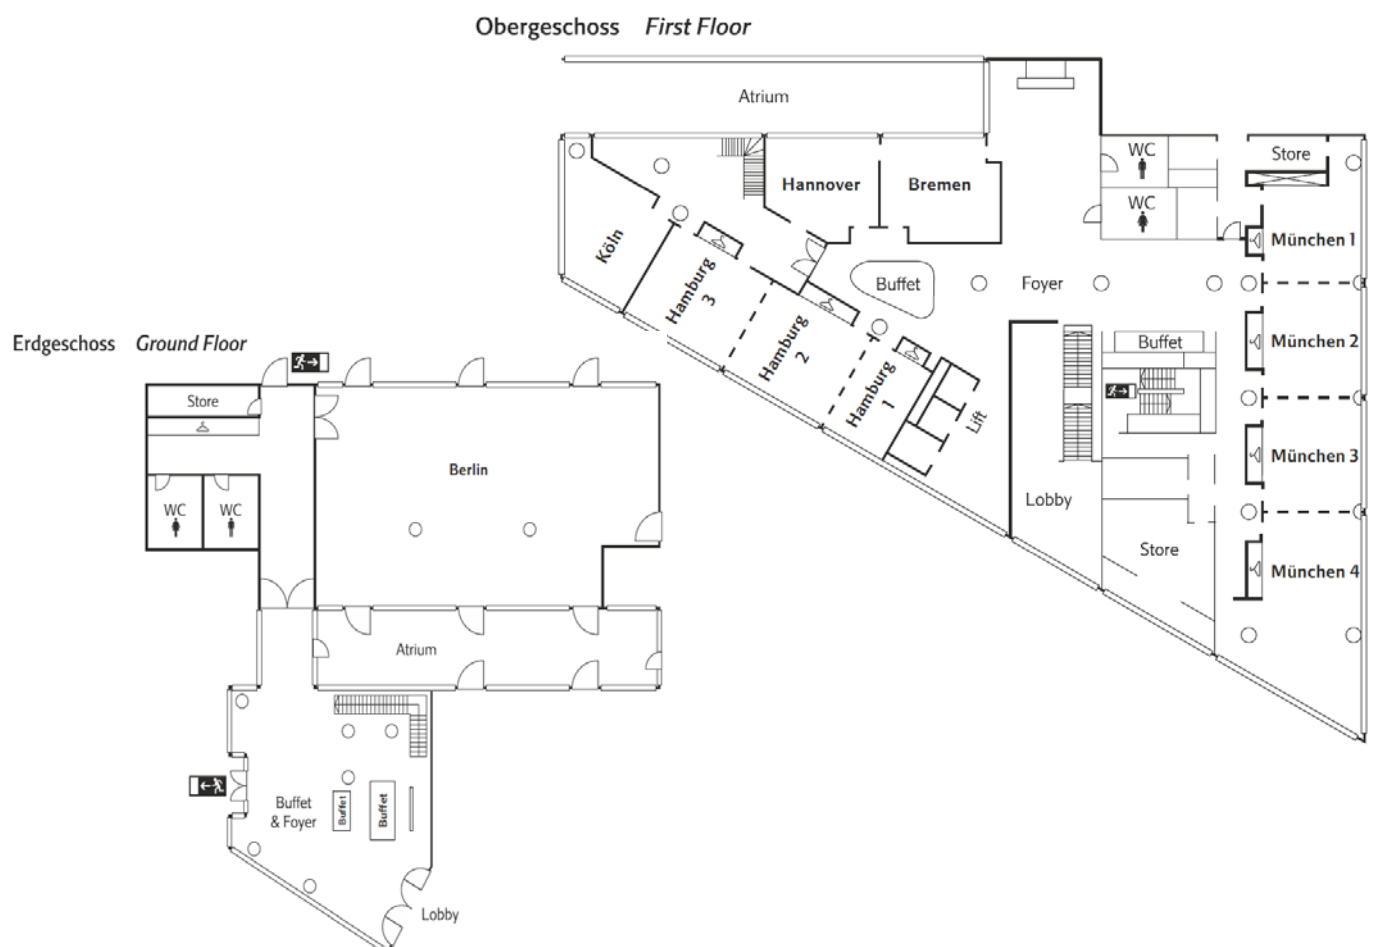 Obergeschoss First Floor
Atrium
WC
Store
Hannover
Bremen
WC
Köln
München 1
Hamburg
3
Buffet
Foyer
Hamburg
2
Buffet
München 2
Hamburg
1
Lift
München 3
Lobby
Store
München 4
Erdgeschoss Ground Floor
Store
Berlin
WC
WC
Atrium
Buffet
& Foyer
Buffet
Buffet
Lobby